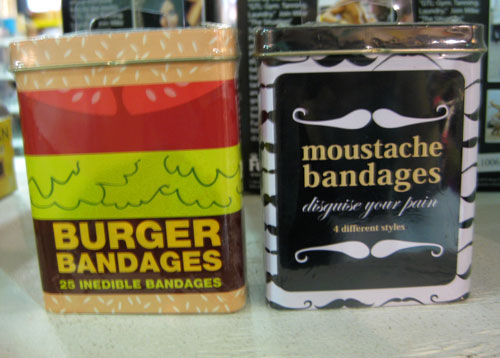 BURGER
BANDAGES
25 INEDIBLE BANDAGES
moustache
bandages
disguise your pain
4 different styles